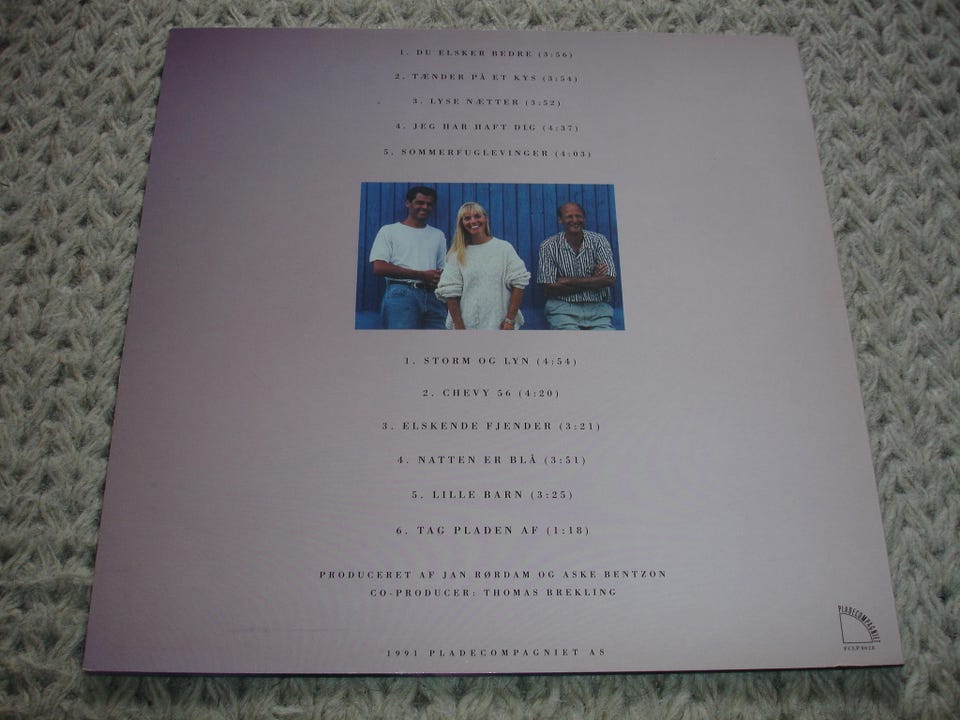 1. DU ELSKER BEDRE (3:56)
2. TÆNDER PÅ ET KYS (3:54)
3. LYSE NÆTTER (3:52)
4. JEG HAR HAFT DIG (4:37)
5. SOMMERFUGLEVINGER (4:03)
1. STORM OG LYN (4:54)
2. CHEVY 56 (4:20)
3. ELSKENDE FJENDER (3:21)
4. NATTEN ER BLÅ (3:51)
5. LILLE BARN (3:25)
6. TAG PLADEN AF (1:18)
PRODUCERET AF JAN RØRDAM OG ASKE BENTZON
CO-PRODUCER: THOMAS BREKLING
PLADECOMPAGNIET
1991 PLADECOMPAGNIET AS